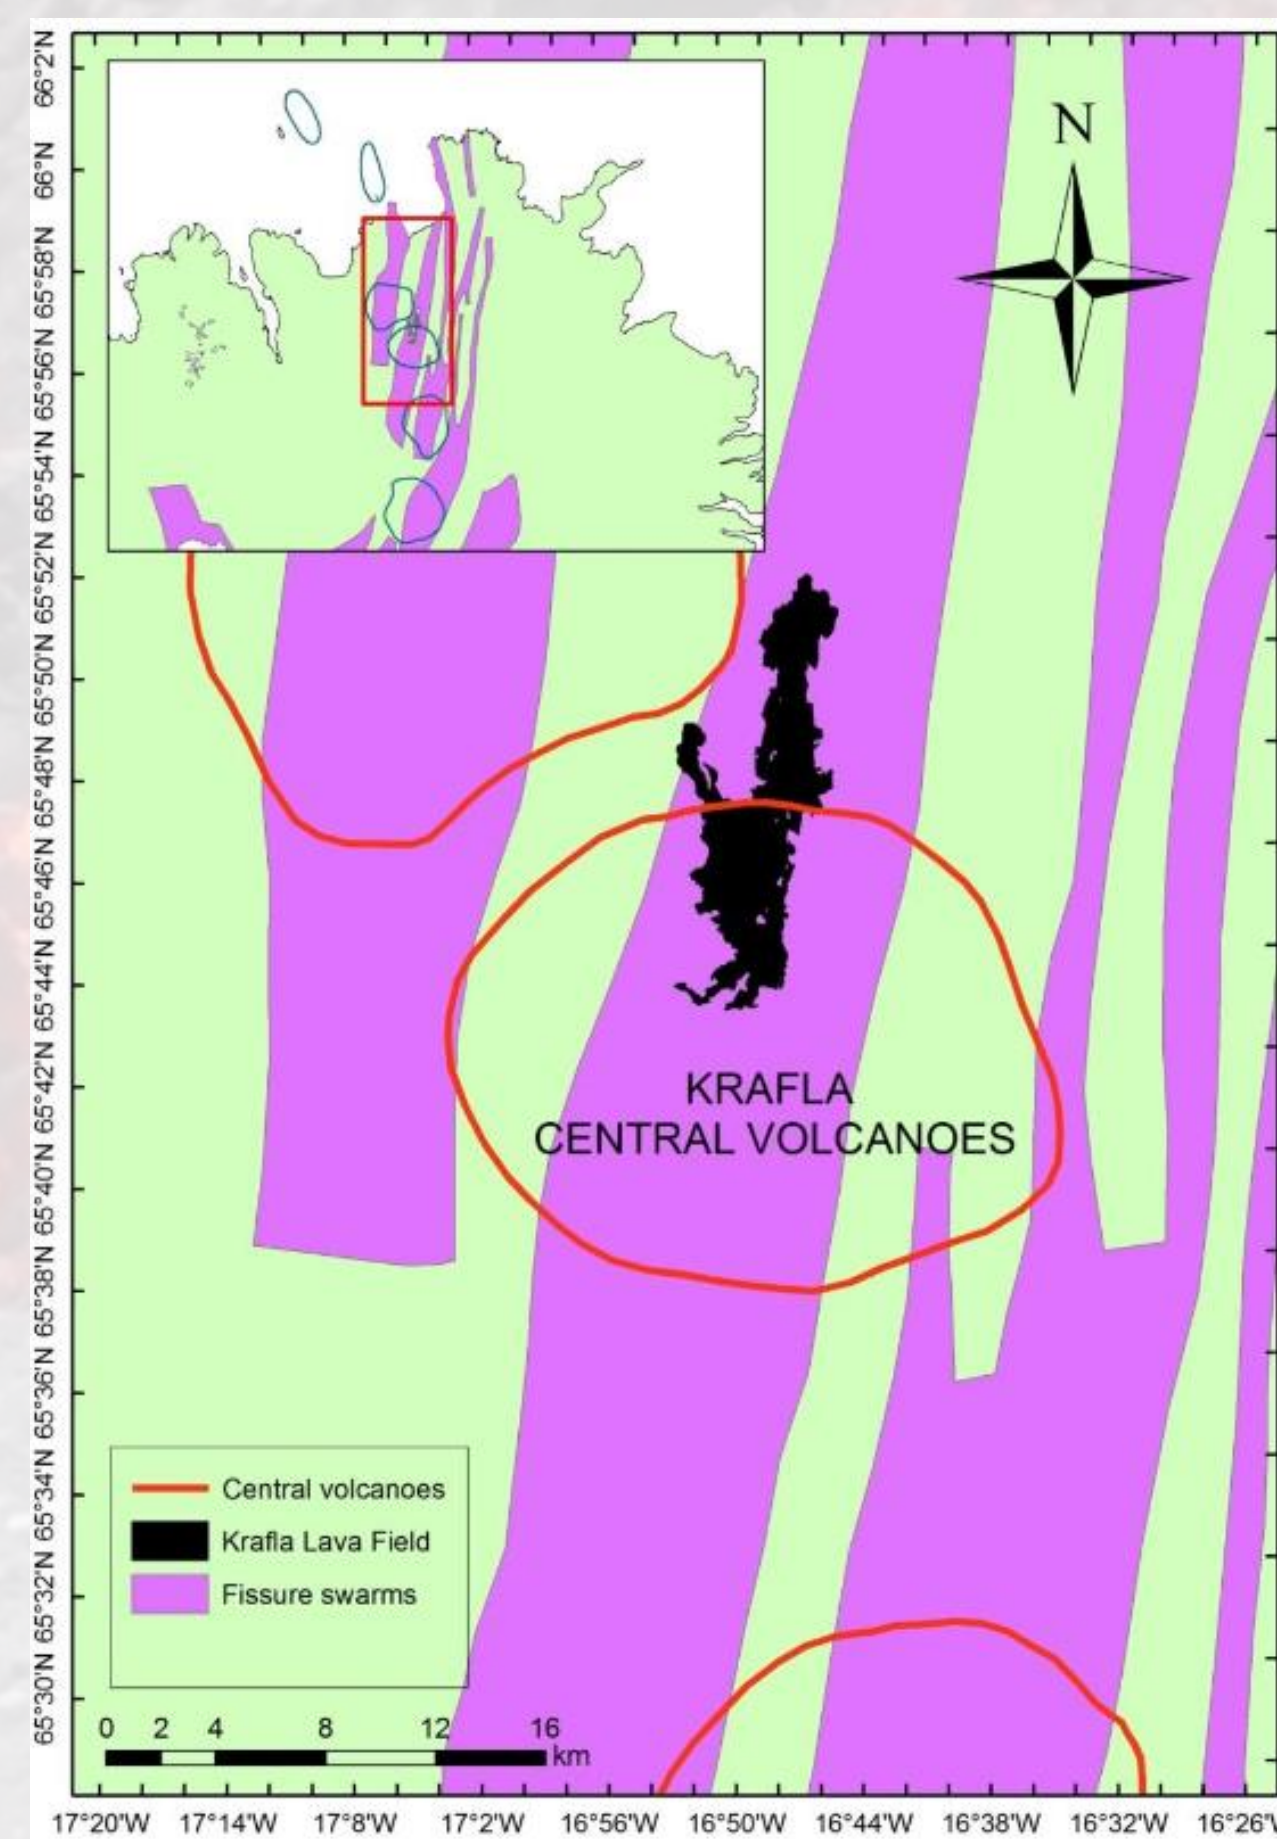 N
66°2'N
66°N
65°58'N
65°56'N
65°54'N
65°52'N
65°50'N
65°48'N
65°46'N
65°44'N
65°42'N
65°40'N
65°38'N
65°36'N
65°34'N
65°32'N
65°30'N
KRAFLA
CENTRAL VOLCANOES
Central volcanoes
Krafla Lava Field
Fissure swarms
0 2 4 8 12 16
km
17°20'W 17°14'W 17°8'W 17°2'W 16°56'W 16°50'W 16°44'W 16°38'W 16°32'W 16°26'